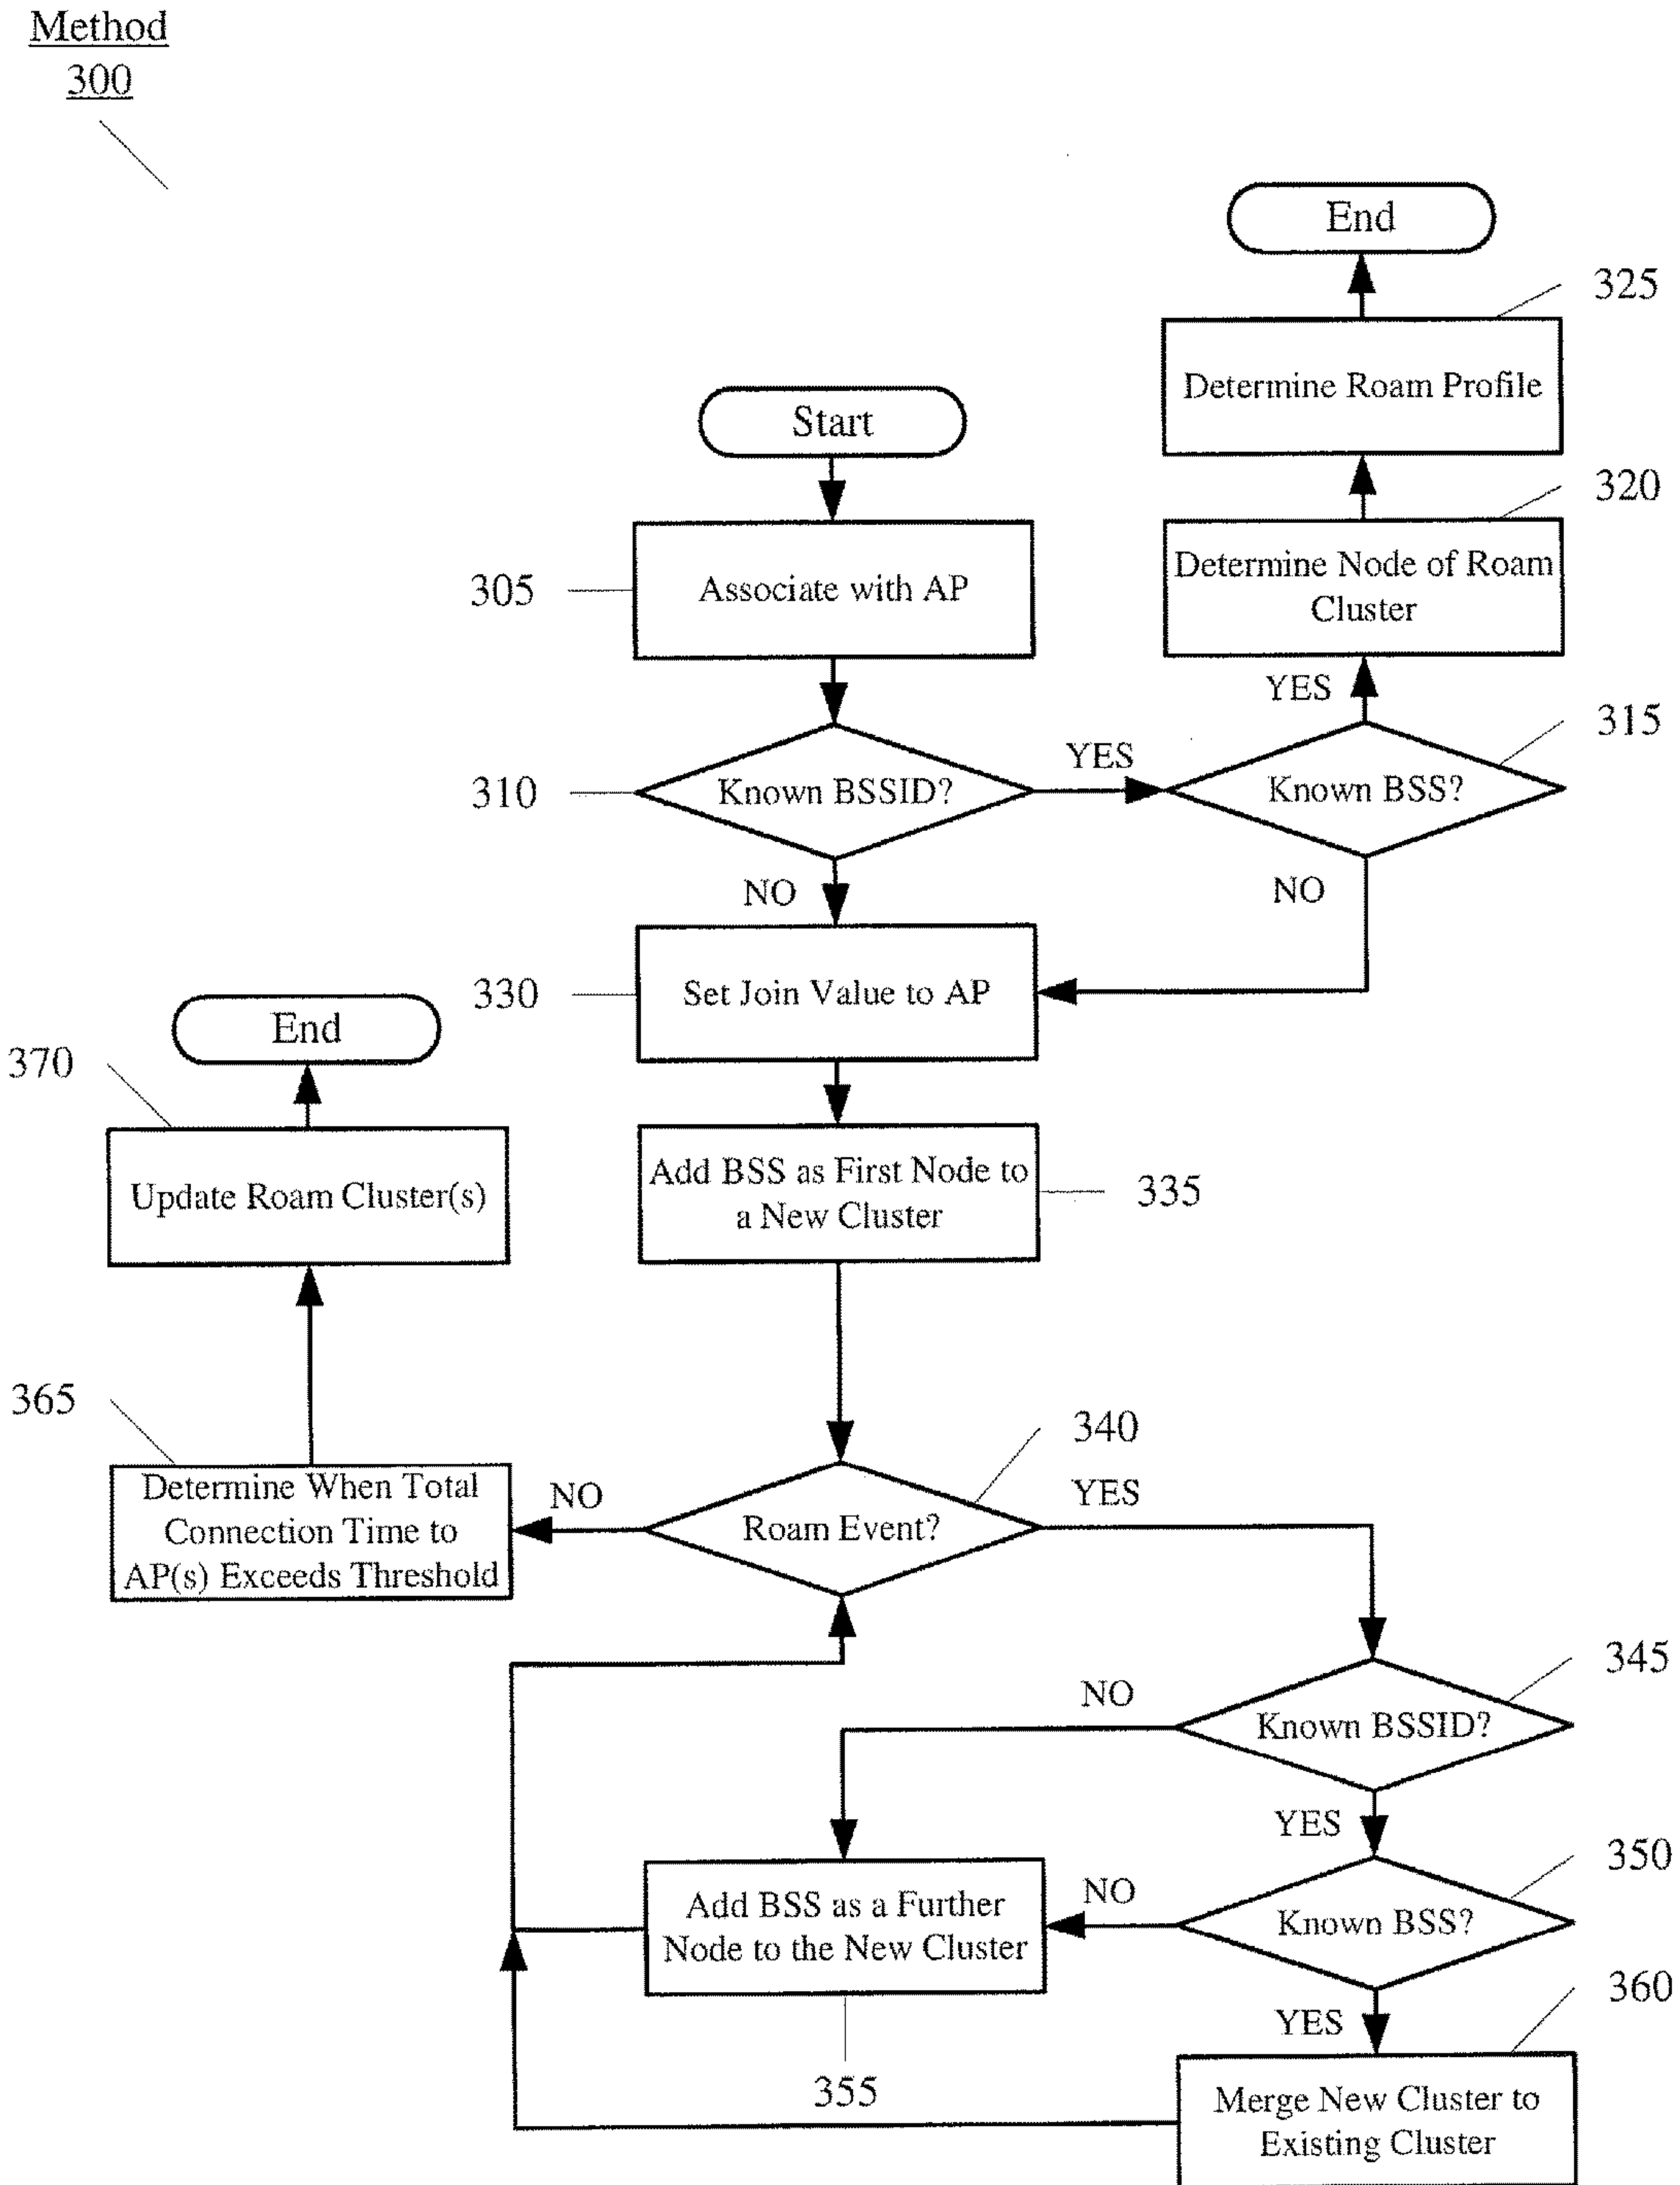 Method
300
End
325
Determine Roam Profile
Start
320
Determine Node of Roam
Cluster
305
Associate with AP
YES
315
310
Known BSSID?
YES
Known BSS?
NO
NO
330
Set Join Value to AP
End
370
Update Roam Cluster(s)
Add BSS as First Node to
a New Cluster
335
365
340
Determine When Total
Connection Time to
AP(s) Exceeds Threshold
NO
Roam Event?
YES
345
NO
Known BSSID?
YES
350
Add BSS as a Further
Node to the New Cluster
NO
Known BSS?
360
YES
355
Merge New Cluster to
Existing Cluster